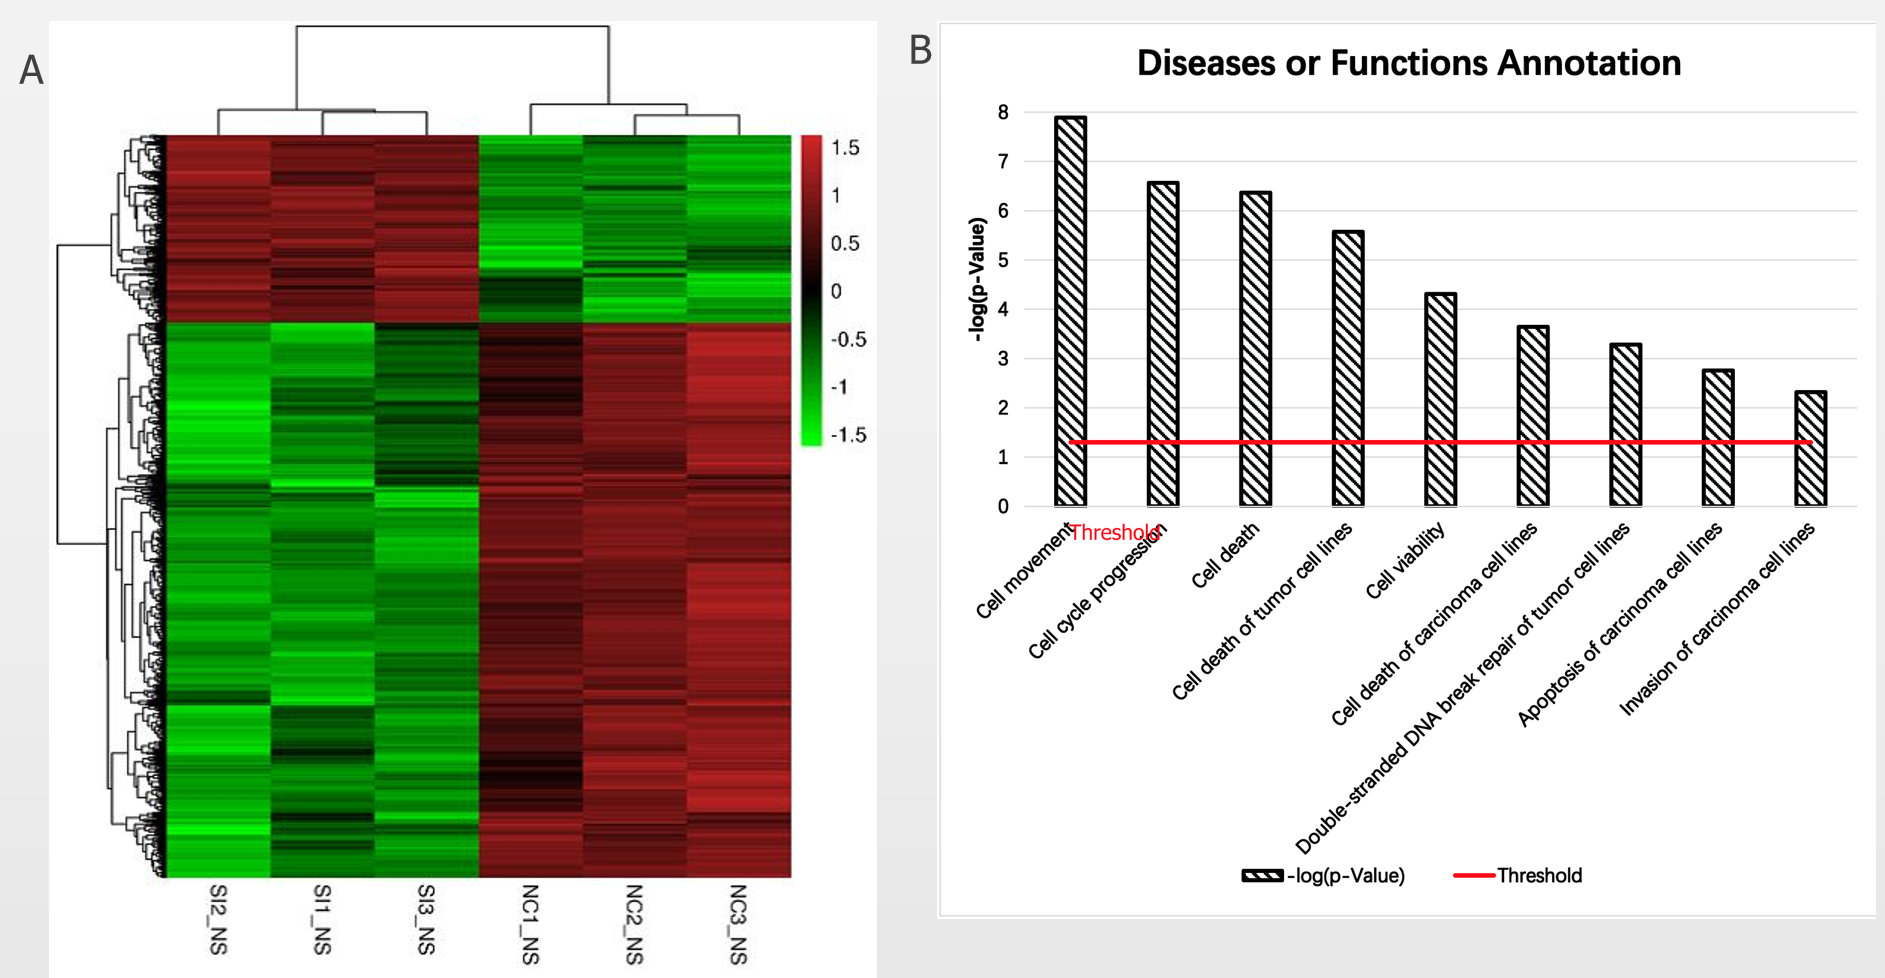 A
1.5
1
0.5
0
-0.5
-1
-1.5
SI2_NS
SI1_NS
SI3_NS
NC1_NS
NC2_NS
NC3_NS
B
Diseases or Functions Annotation
-log(p-Value)
8
7
6
5
4
3
2
1
0
Threshold
Cell movement
Cell cycle progression
Cell death
Cell death of tumor cell lines
Cell viability
Cell death of carcinoma cell lines
Double-stranded DNA break repair of tumor cell lines
Apoptosis of carcinoma cell lines
Invasion of carcinoma cell lines
-log(p-Value)
Threshold